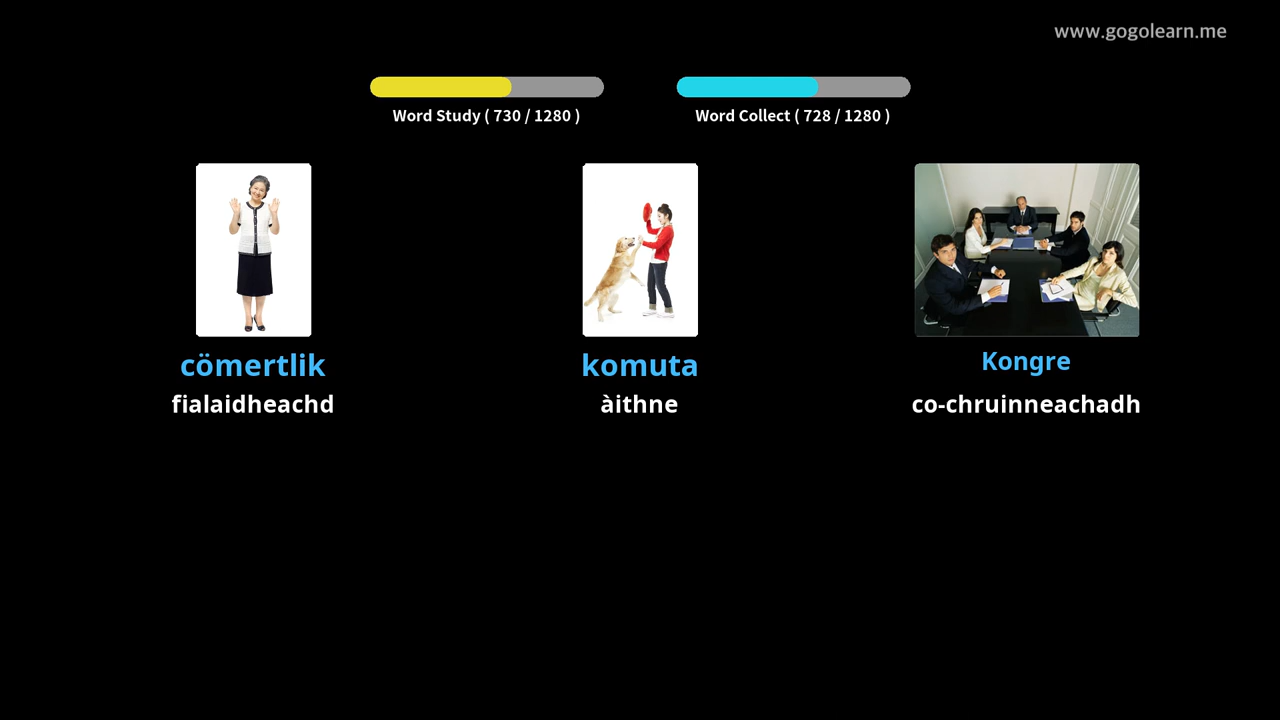 www.gogolearn.me
Word Study ( 730 / 1280 )
Word Collect ( 728 / 1280 )
cömertlik
fialaidheachd
komuta
àithne
Kongre
co-chruinneachadh